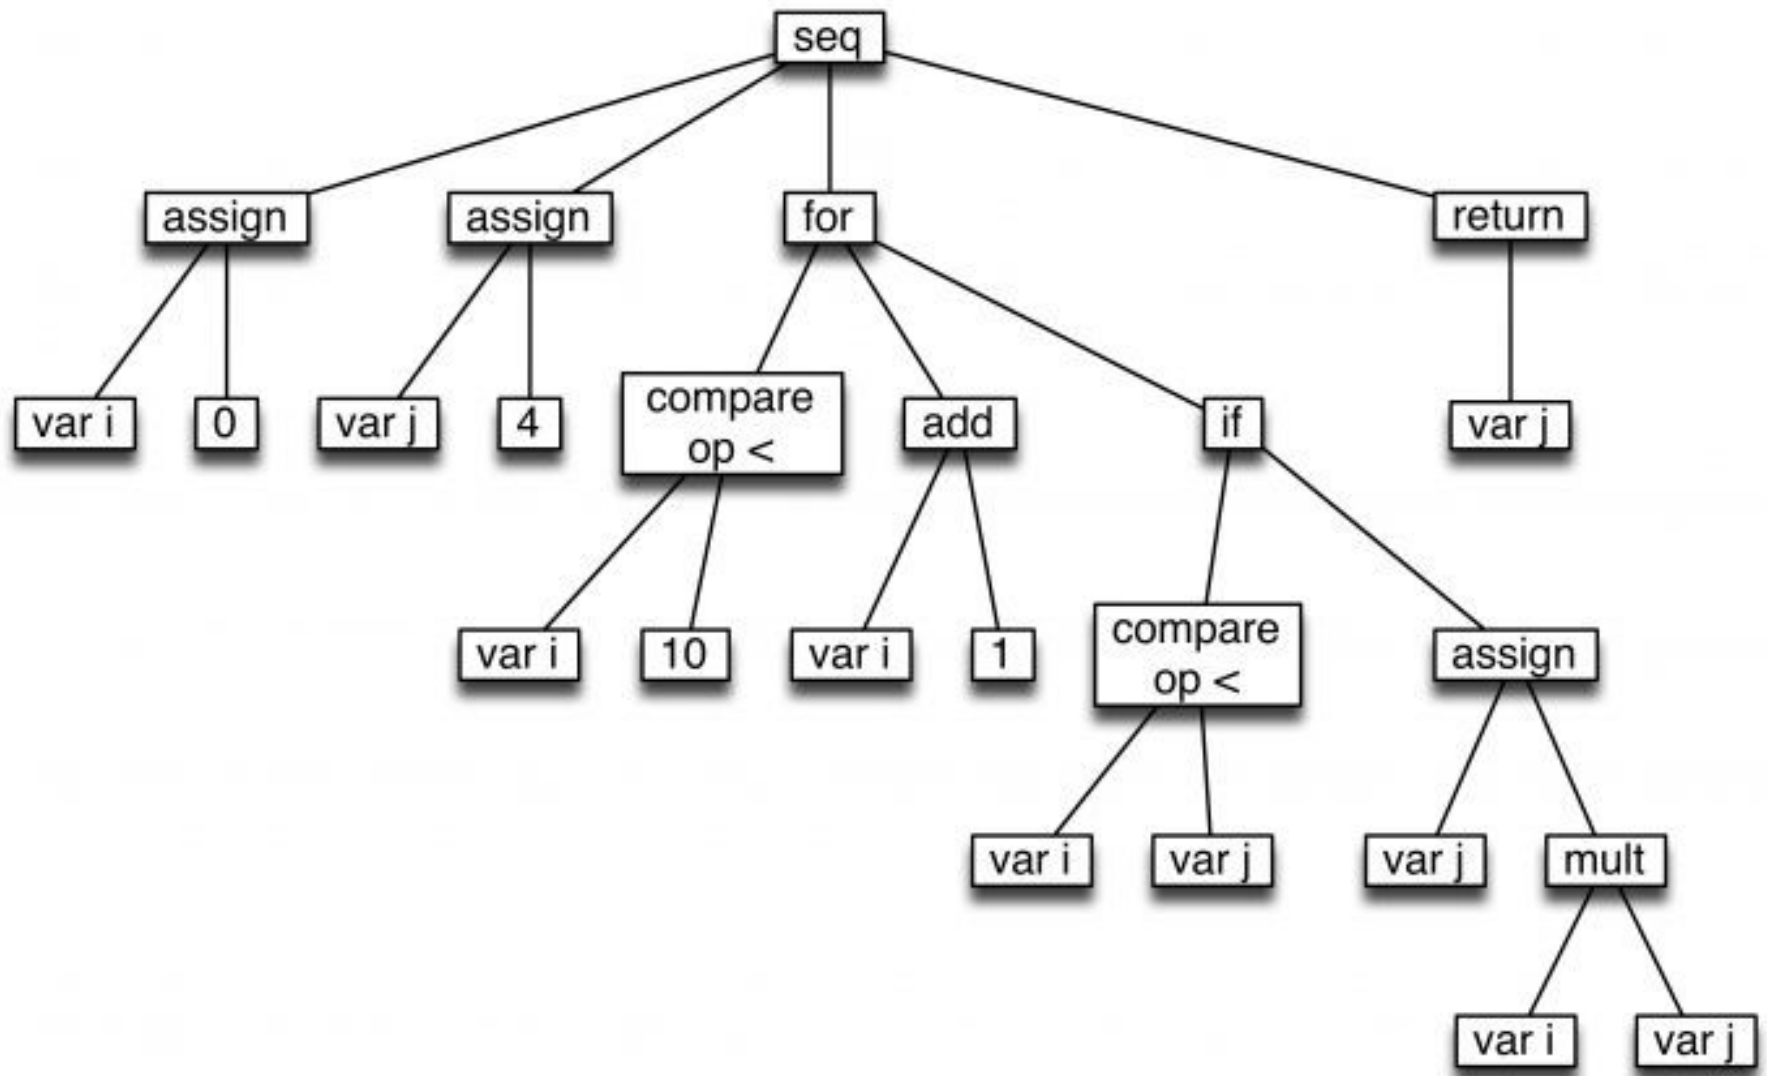 seq
assign
assign
for
return
var i
0
var j
4
compare
op <
add
if
var j
var i
10
var i
1
compare
op <
assign
var i
var j
var j
mult
var i
var j